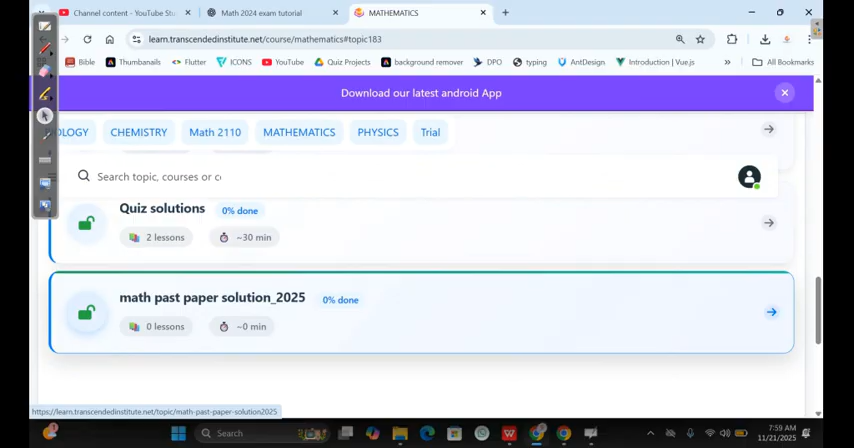 Channel content - YouTube Stu
Math 2024 exam tutorial
MATHEMATICS
learn.transcendedinstitute.net/course/mathematics#topic183
Bible
Thumbnails
Flutter
ICONS
YouTube
Quiz Projects
background remover
DPO
typing
AntDesign
Introduction | Vue.js
All Bookmarks
Download our latest android App
OLOGY
CHEMISTRY
Math 2110
MATHEMATICS
PHYSICS
Trial
Search topic, courses or co
Quiz solutions
0% done
2 lessons
~30 min
math past paper solution_2025
0% done
0 lessons
~0 min
https://learn.transcendedinstitute.net/topic/math-past-paper-solution2025
Search
7:59 AM
11/21/2025